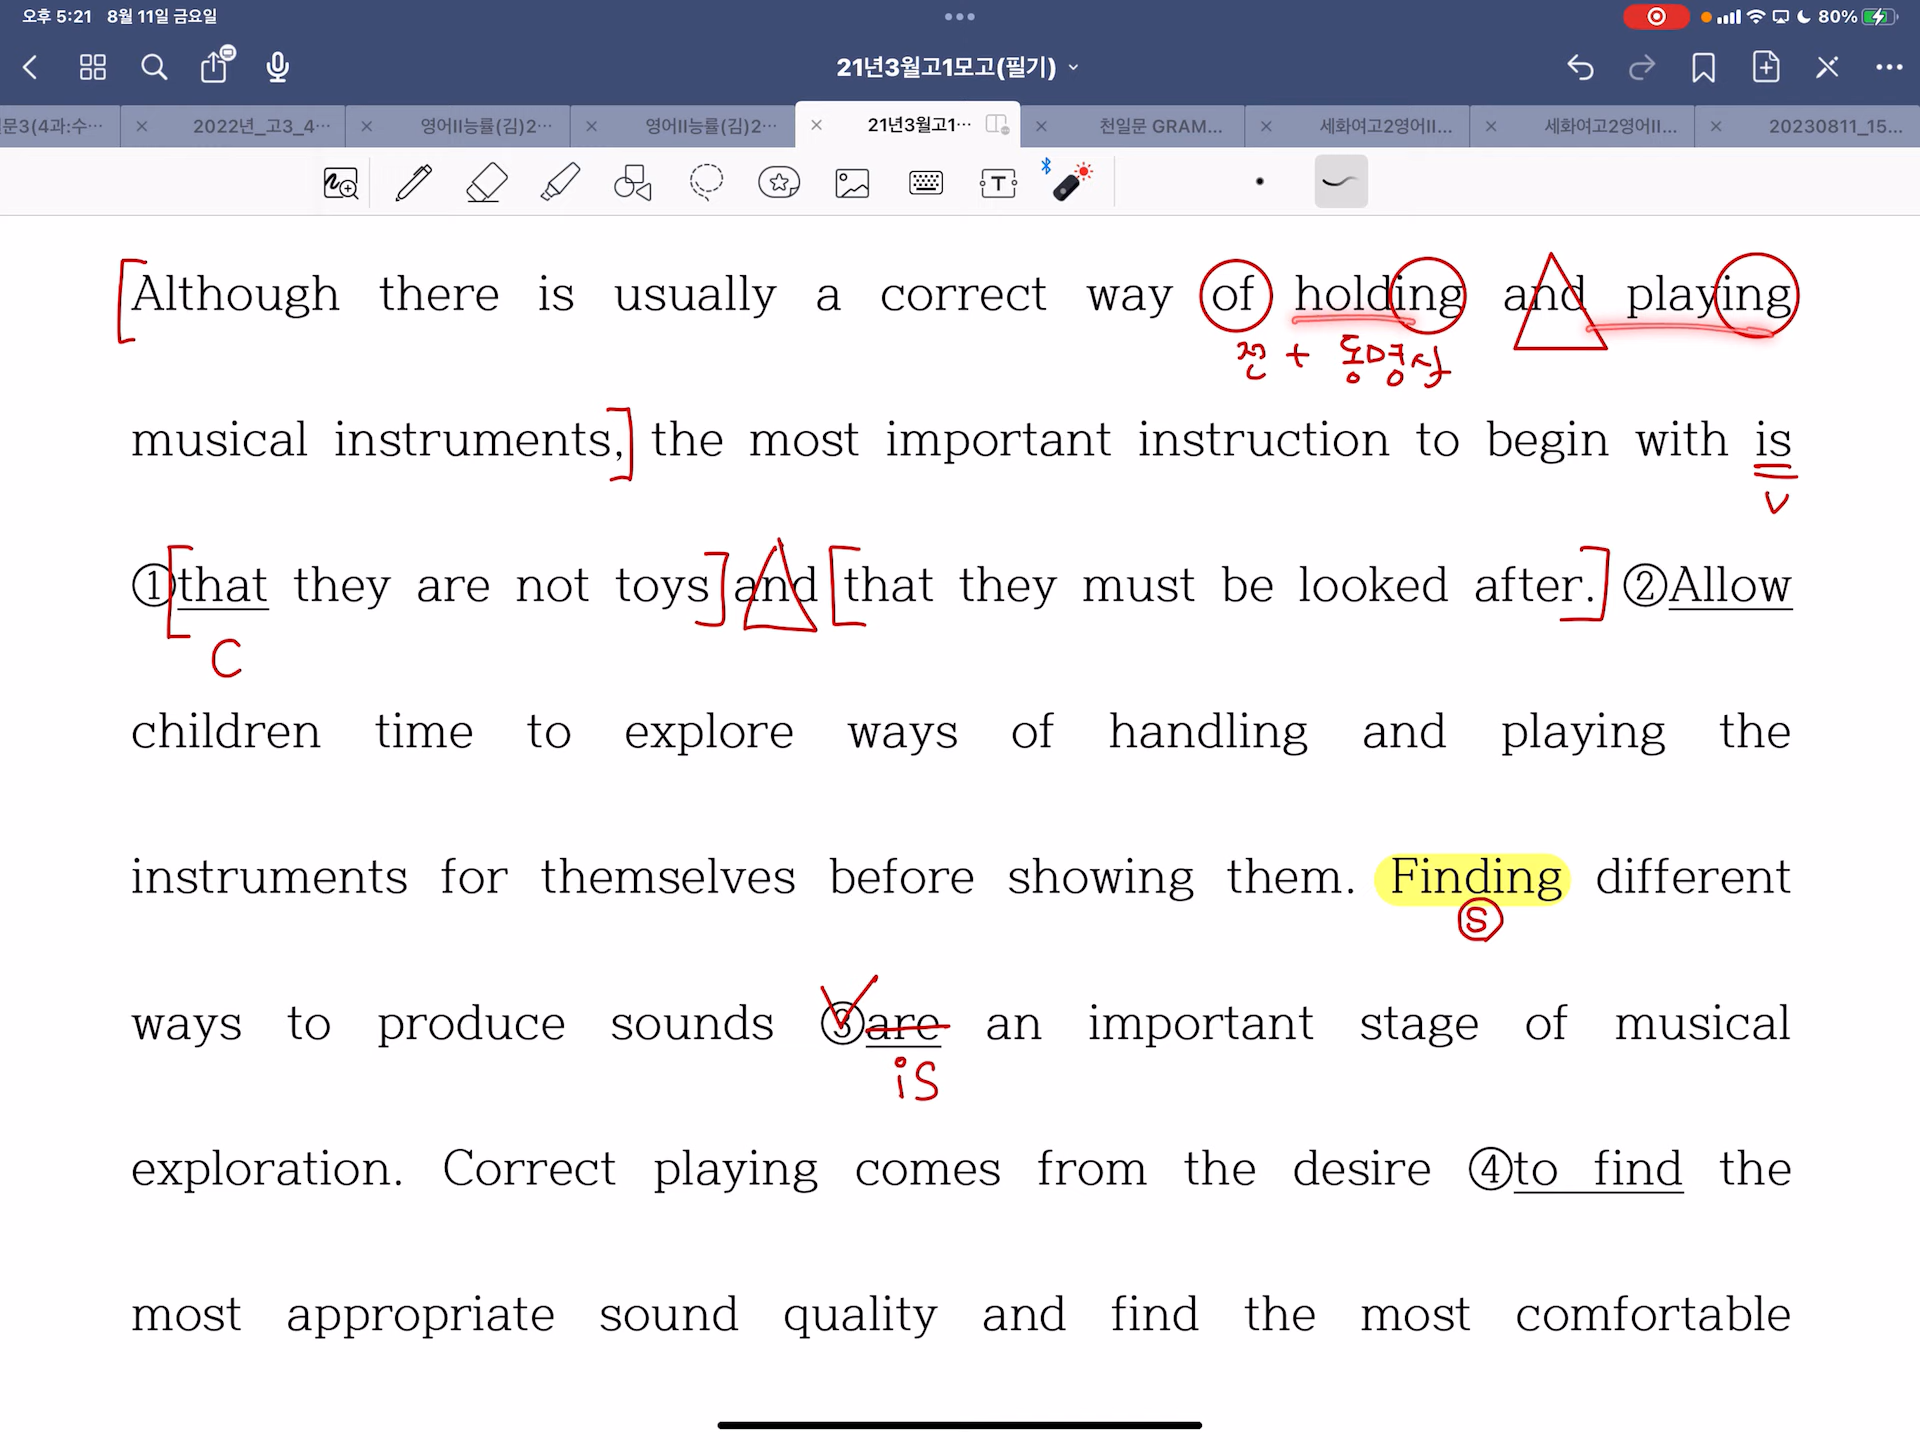 오후 5:21 8월 11일 금요일
80%
21년3월고1모고(필기)
문3(4과:수… 2022년_고3_4… 영어II능률(김)2… 영어II능률(김)2… 21년3월고1… 천일문 GRAM… 세화여고2영어II… 세화여고2영어II… 20230811_15…
Although there is usually a correct way of holding and playing
전 + 동명사
musical instruments, the most important instruction to begin with is
V
①that they are not toys and that they must be looked after. ②Allow
C
children time to explore ways of handling and playing the
instruments for themselves before showing them. Finding different
S
ways to produce sounds ③are an important stage of musical
is
exploration. Correct playing comes from the desire ④to find the
most appropriate sound quality and find the most comfortable